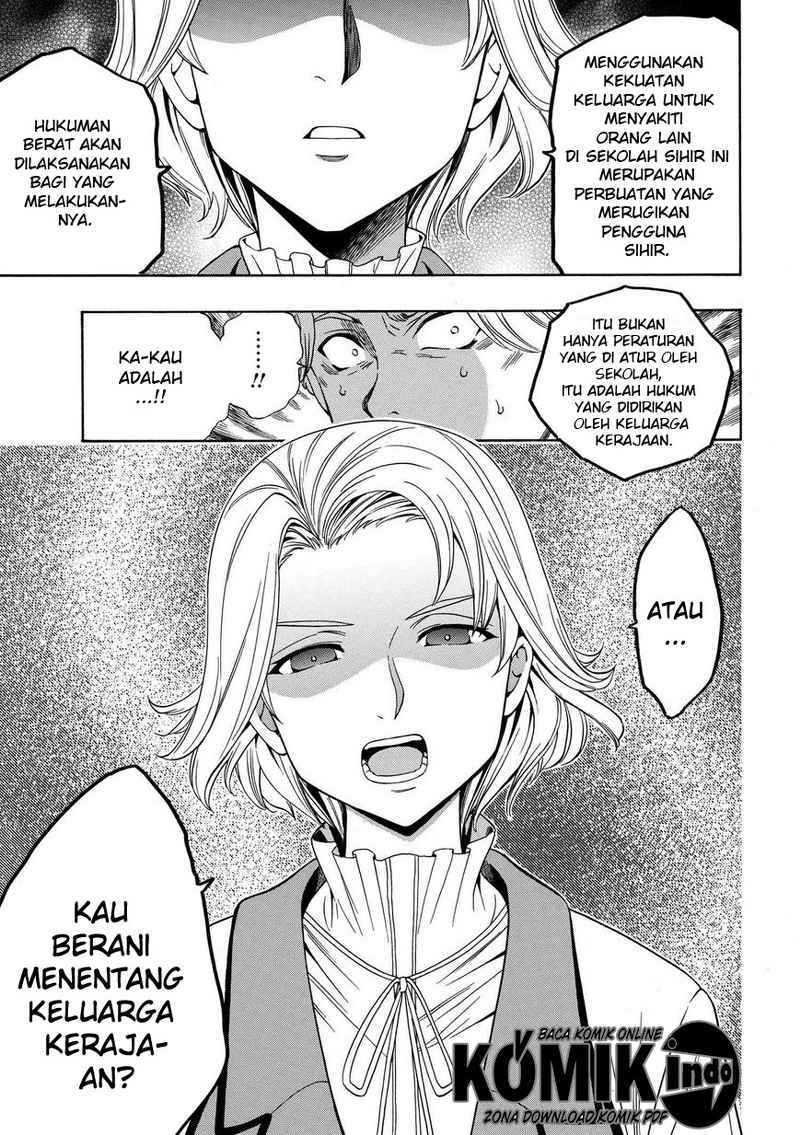 MENGGUNAKAN
KEKUATAN
KELUARGA UNTUK
MENYAKITI
ORANG LAIN
DI SEKOLAH SIHIR INI
MERUPAKAN
PERBUATAN YANG
MERUGIKAN
PENGGUNA
SIHIR.
HUKUMAN
BERAT AKAN
DILAKSANAKAN
BAGI YANG
MELAKUKAN-
NYA.
ITU BUKAN
HANYA PERATURAN
YANG DI ATUR OLEH
SEKOLAH,
ITU ADALAH HUKUM
YANG DIDIRIKAN
OLEH KELUARGA
KERAJAAN.
......!!
KA-KAU
ADALAH
...!!
ATAU
...
KAU
BERANI
MENENTANG
KELUARGA
KERAJA-
AN?
BACA KOMIK ONLINE
KOMIK indo
ZONA DOWNLOAD KOMIK PDF